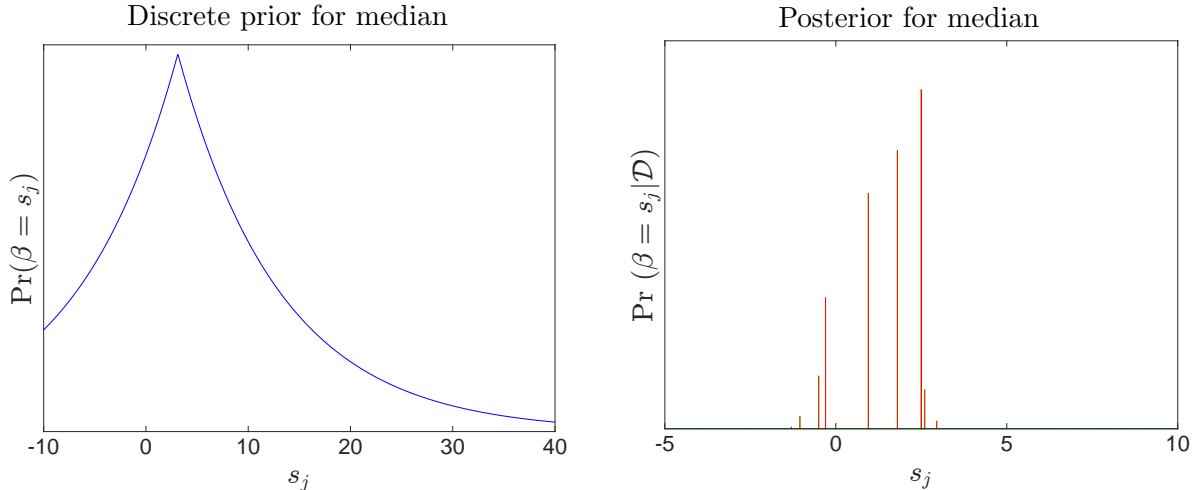 Discrete prior for median
Pr(β = s_j)
-10 0 10 20 30 40
s_j
Posterior for median
Pr (β = s_j|𝒟)
-5 0 5 10
s_j